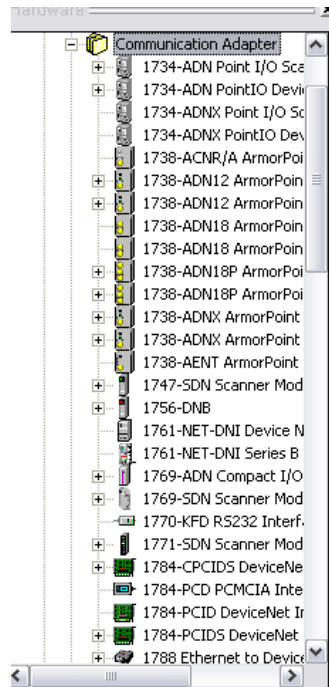 Hardware
Communication Adapter
1734-ADN Point I/O Sca
1734-ADN PointIO Devi
1734-ADNX Point I/O Sc
1734-ADNX PointIO Dev
1738-ACNR/A ArmorPoi
1738-ADN12 ArmorPoin
1738-ADN12 ArmorPoin
1738-ADN18 ArmorPoin
1738-ADN18 ArmorPoin
1738-ADN18P ArmorPoi
1738-ADN18P ArmorPoi
1738-ADNX ArmorPoint
1738-ADNX ArmorPoint
1738-AENT ArmorPoint
1747-SDN Scanner Mod
1756-DNB
1761-NET-DNI Device N
1761-NET-DNI Series B
1769-ADN Compact I/O
1769-SDN Scanner Mod
1770-KFD RS232 Interf
1771-SDN Scanner Mod
1784-CPCIDS DeviceNe
1784-PCD PCMCIA Inte
1784-PCID DeviceNet Ir
1784-PCIDS DeviceNet
1788 Ethernet to Device